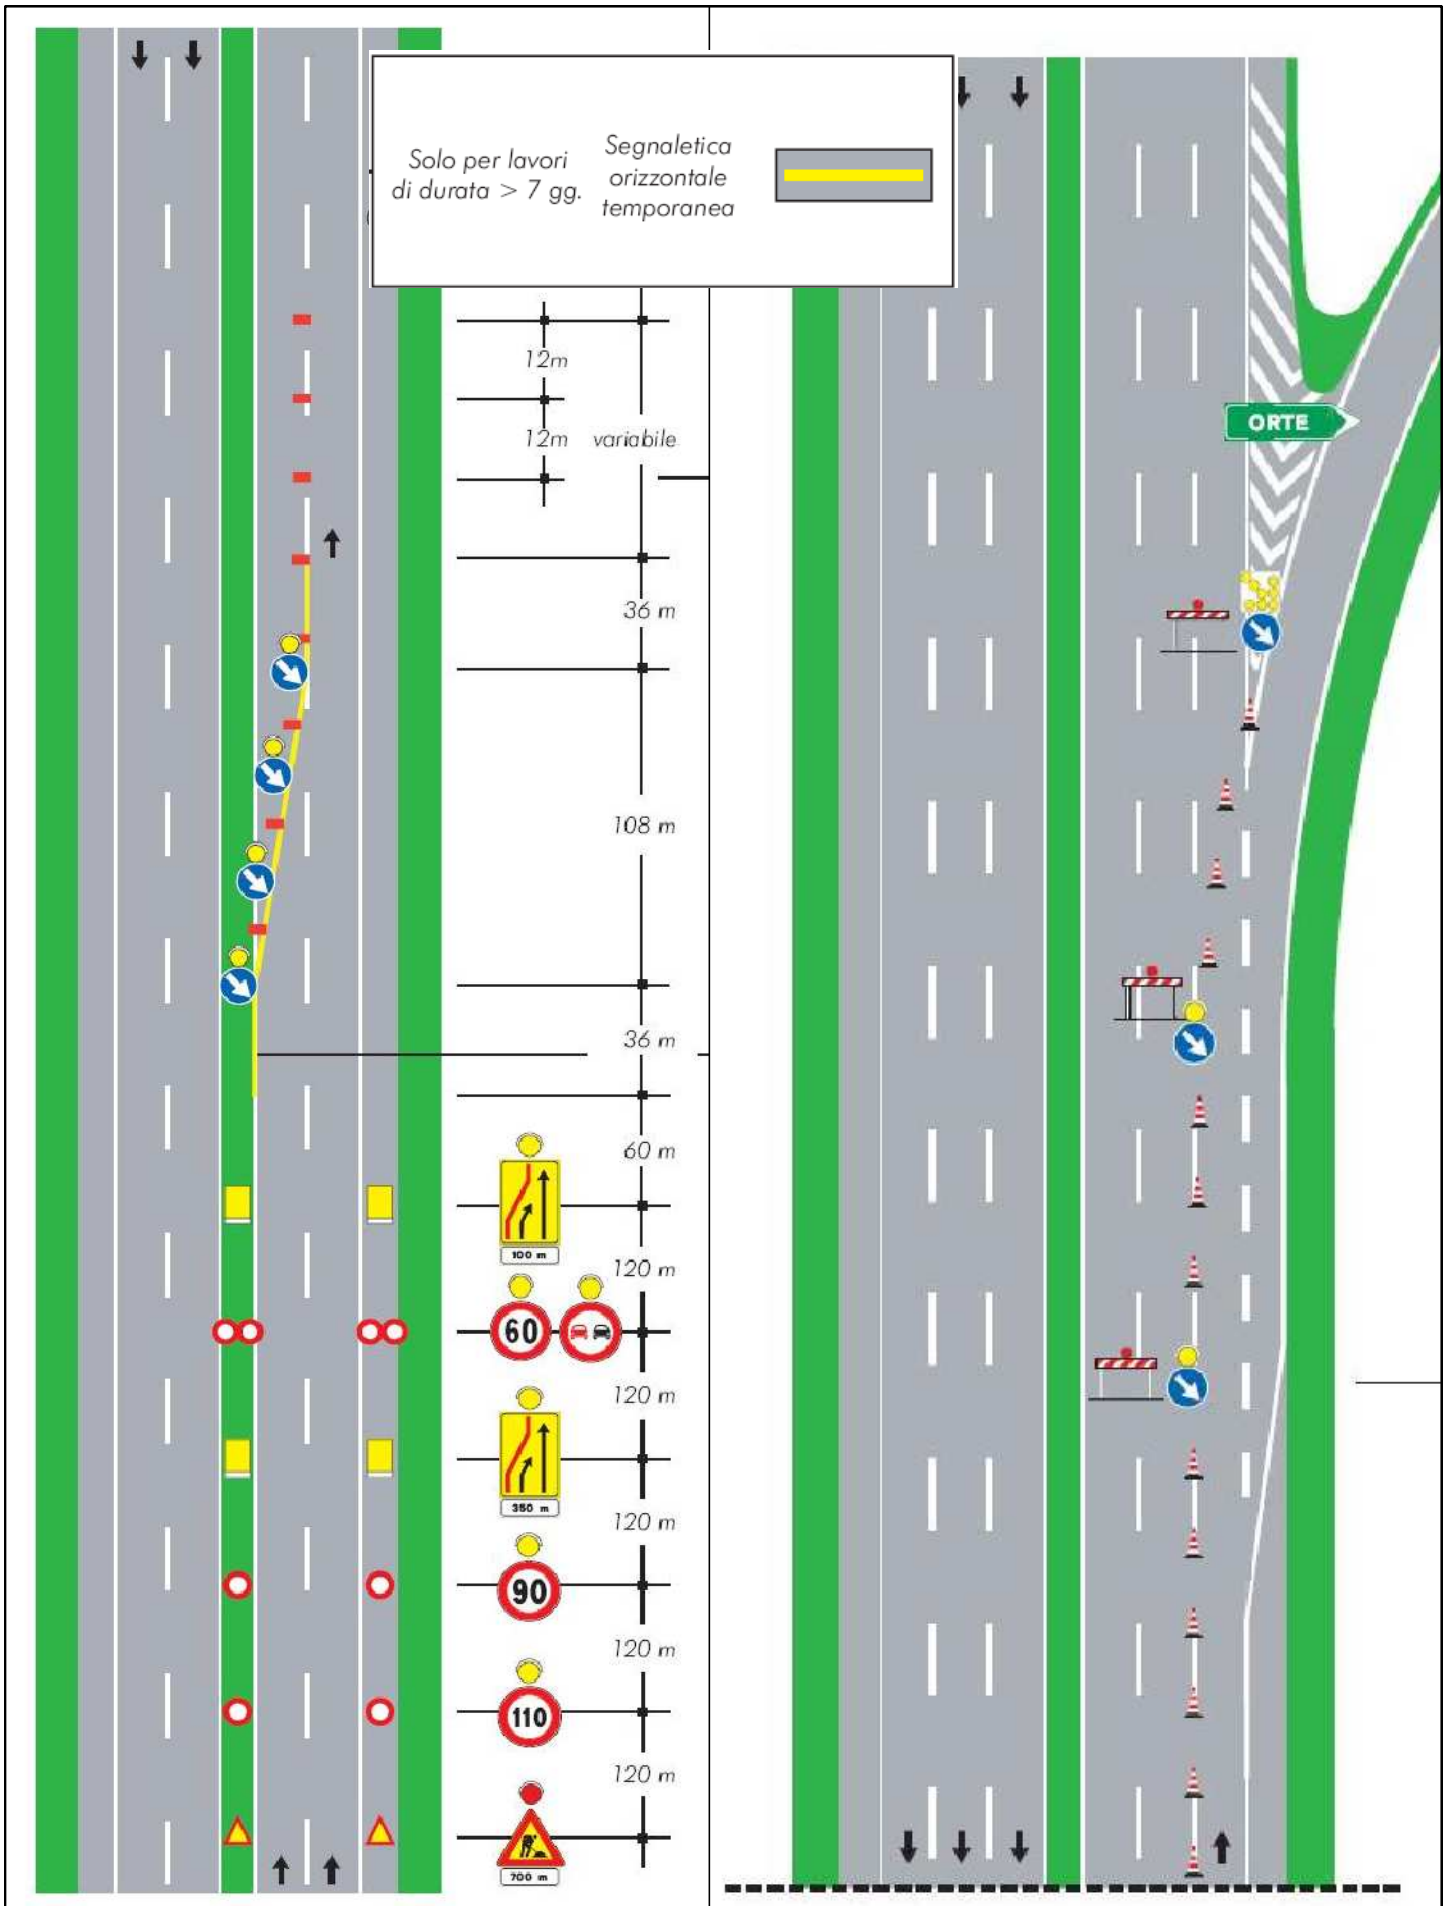 Solo per lavori
di durata > 7 gg.
Segnaletica
orizzontale
temporanea
12m
12m
variabile
36 m
108 m
36 m
60 m
100 m
120 m
60
120 m
350 m
120 m
90
120 m
110
120 m
700 m
ORTE